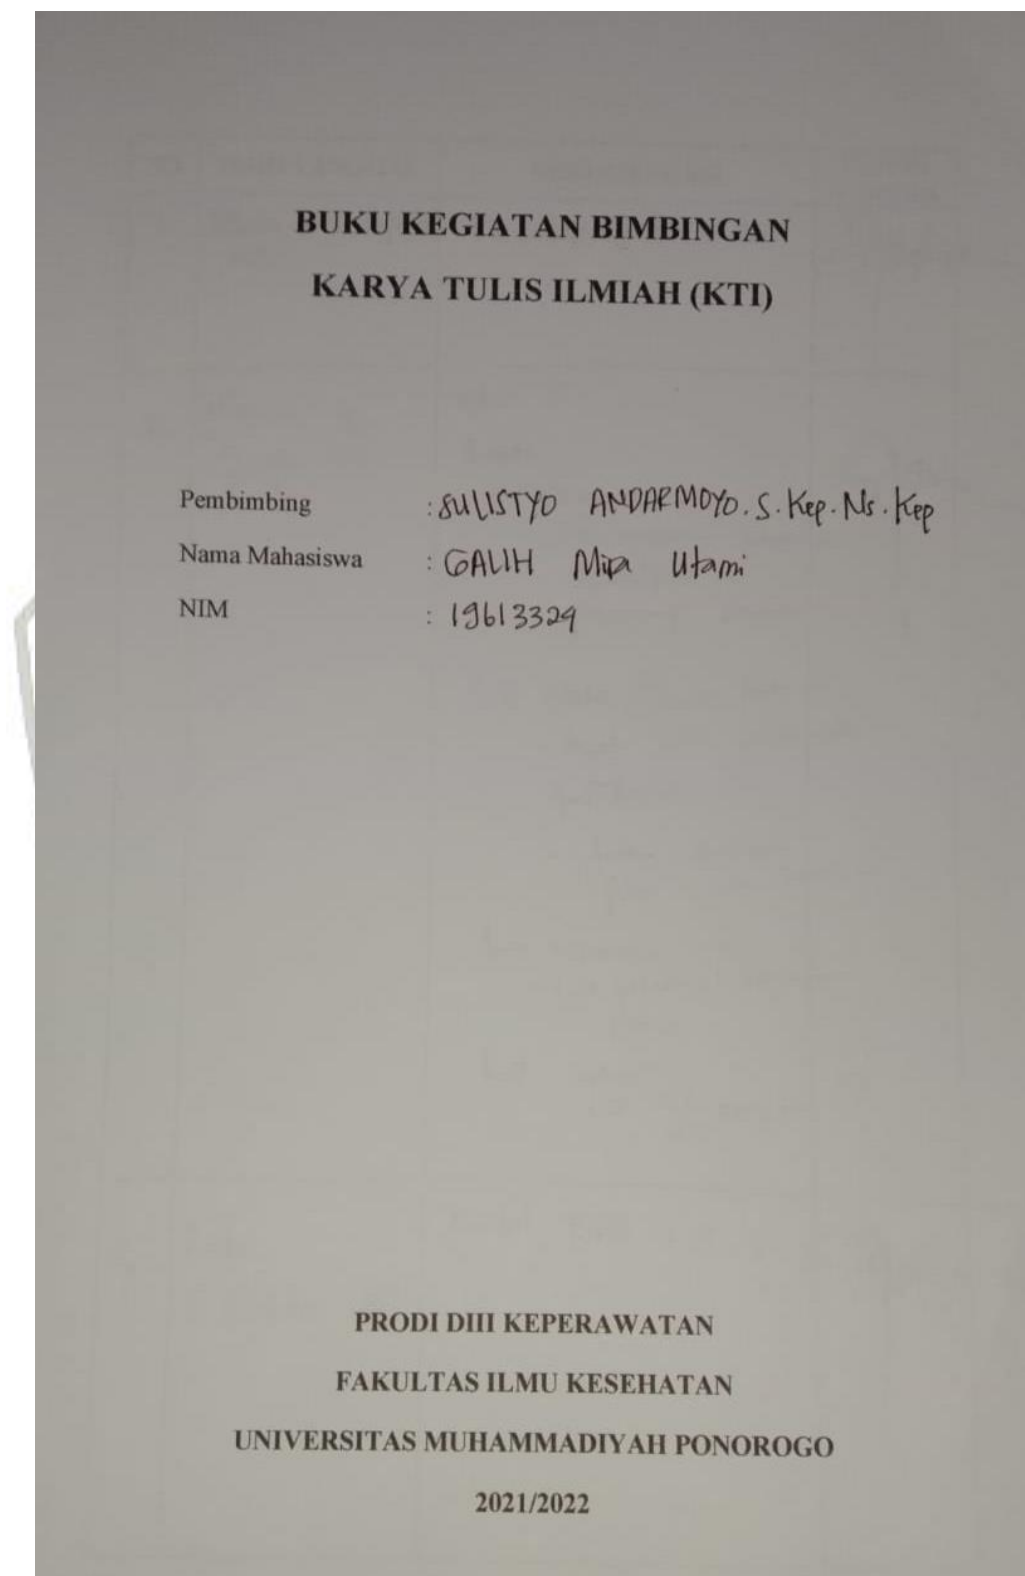 BUKU KEGIATAN BIMBINGAN
KARYA TULIS ILMIAH (KTI)
Pembimbing : SULISTYO ANDARMOYO. S. Kep. Ns. Kep
Nama Mahasiswa : GALIH Mira Utami
NIM : 19613329
PRODI DIII KEPERAWATAN
FAKULTAS ILMU KESEHATAN
UNIVERSITAS MUHAMMADIYAH PONOROGO
2021/2022